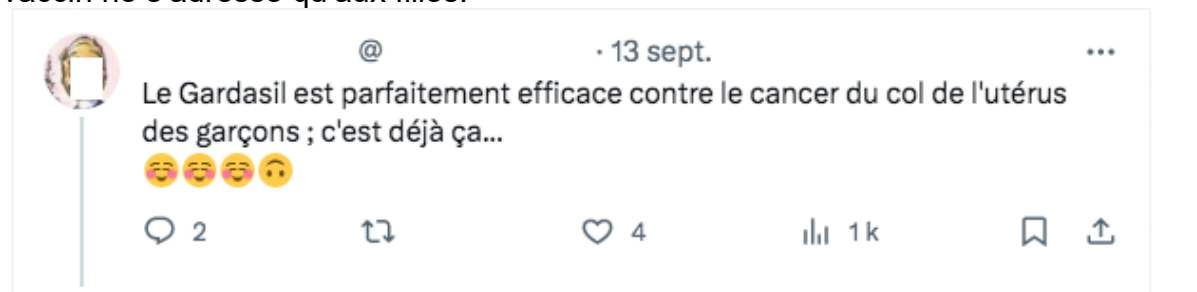 vaccin ne s'adresse qu'aux filles.
@ · 13 sept.
Le Gardasil est parfaitement efficace contre le cancer du col de l'utérus
des garçons ; c'est déjà ça...
☺️☺️☺️🙃
2 4 1 k